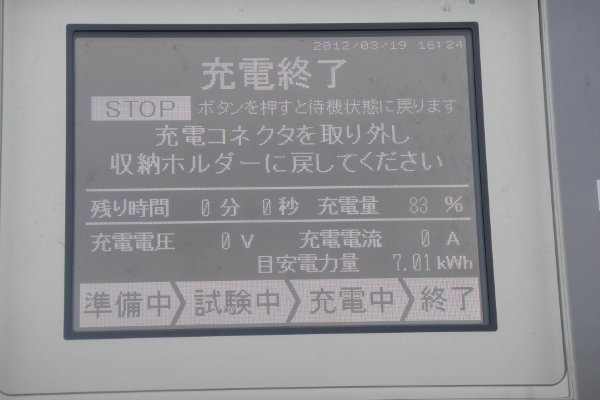 2012/03/19 16:24
充電終了
STOP ボタンを押すと待機状態に戻ります
充電コネクタを取り外し
収納ホルダーに戻してください
残り時間 0 分 0 秒 充電量 83 %
充電電圧 0 V 充電電流 0 A
目安電力量 7.01 kWh
準備中 試験中 充電中 終了